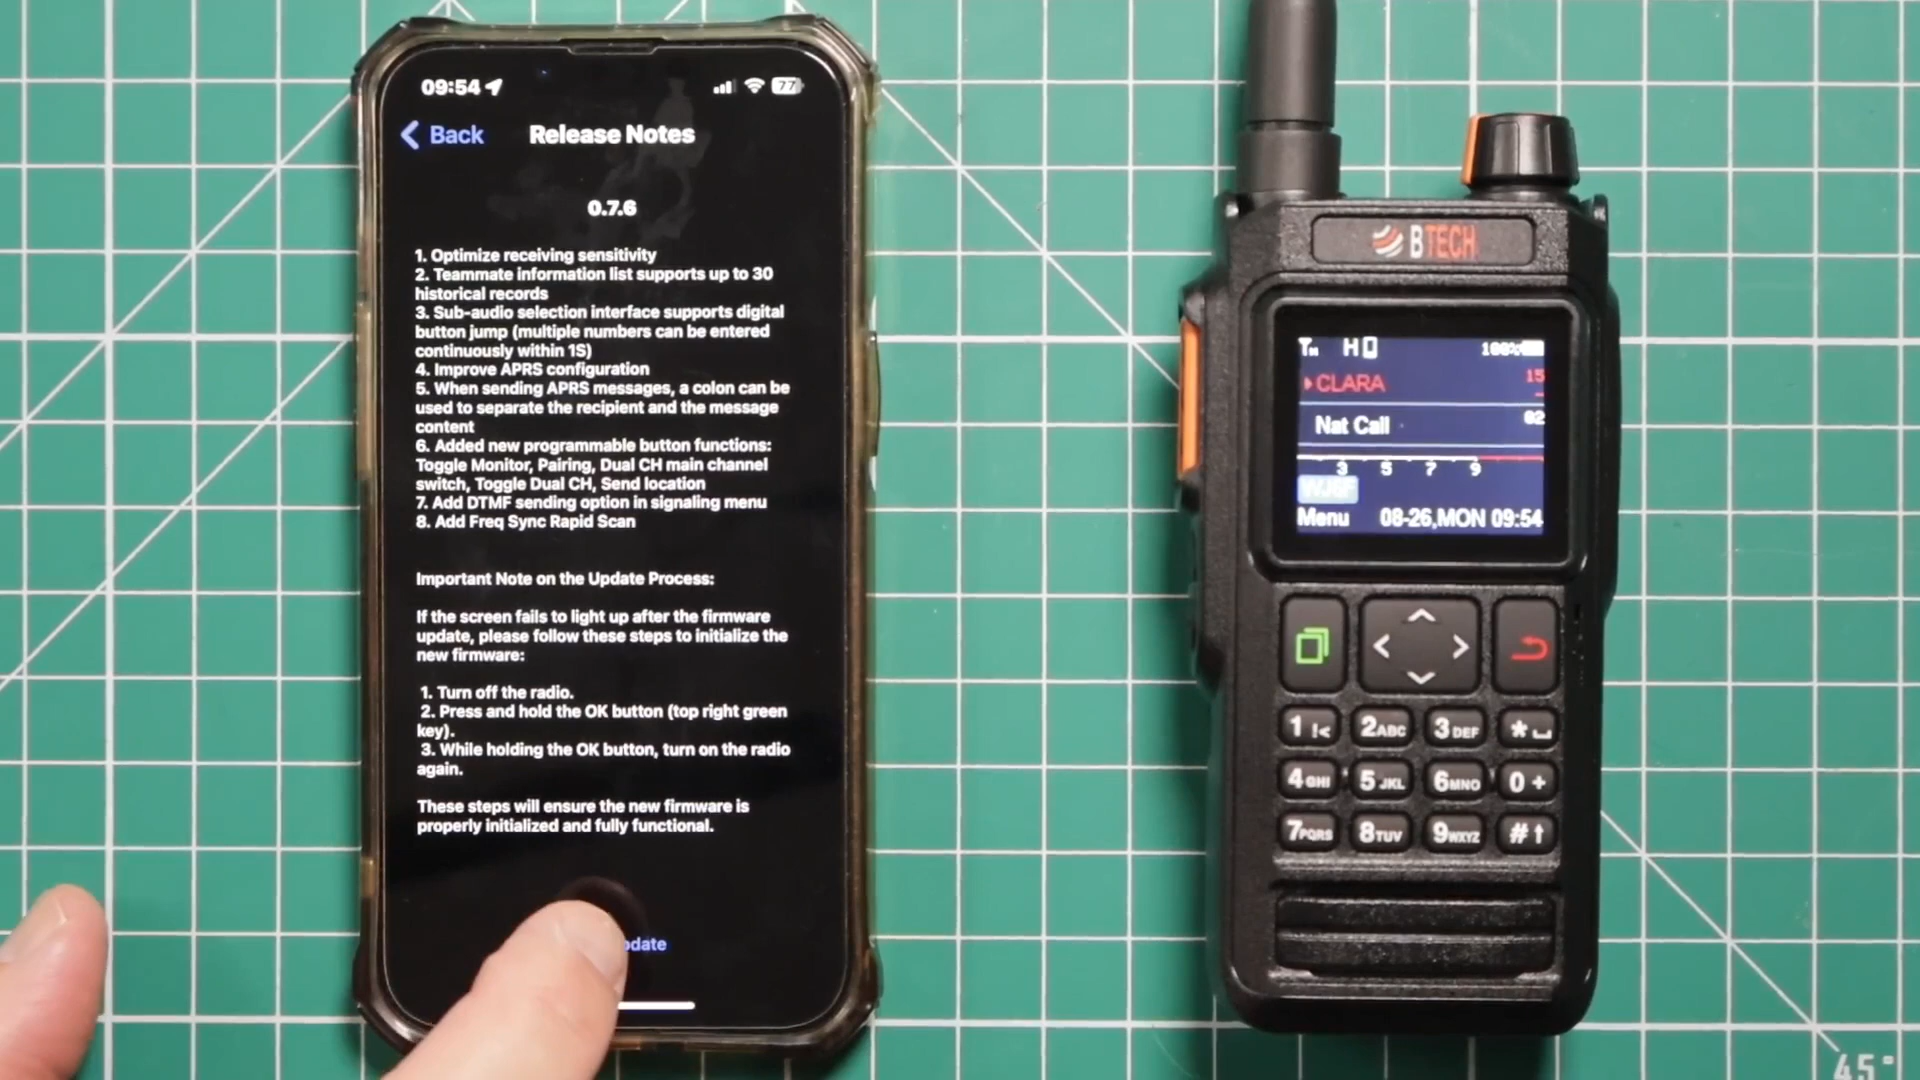 09:54
77
Back
Release Notes
0.7.6
1. Optimize receiving sensitivity
2. Teammate information list supports up to 30
historical records
3. Sub-audio selection interface supports digital
button jump (multiple numbers can be entered
continuously within 1S)
4. Improve APRS configuration
5. When sending APRS messages, a colon can be
used to separate the recipient and the message
content
6. Added new programmable button functions:
Toggle Monitor, Pairing, Dual CH main channel
switch, Toggle Dual CH, Send location
7. Add DTMF sending option in signaling menu
8. Add Freq Sync Rapid Scan
Important Note on the Update Process:
If the screen fails to light up after the firmware
update, please follow these steps to initialize the
new firmware:
1. Turn off the radio.
2. Press and hold the OK button (top right green
key).
3. While holding the OK button, turn on the radio
again.
These steps will ensure the new firmware is
properly initialized and fully functional.
pdate
BTECH
H 100%
CLARA 15
Nat Call 02
3 5 7 9
Menu 08-26,MON 09:54
1 !< 2ABC 3DEF *
4GHI 5JKL 6MNO 0 +
7PQRS 8TUV 9WXYZ #
45°